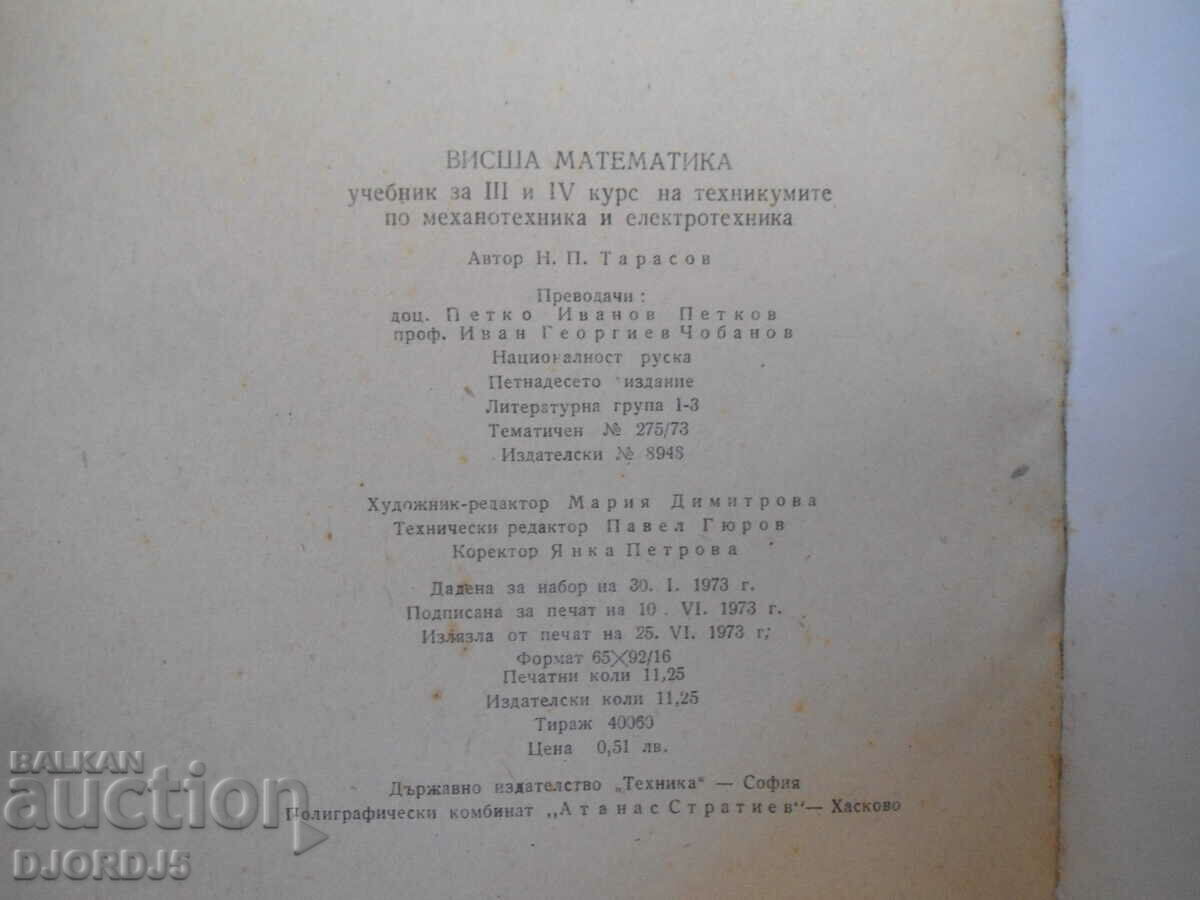 ВИСША МАТЕМАТИКА
учебник за III и IV курс на техникумите
по механотехника и електротехника
Автор Н. П. Тарасов
Преводачи :
доц. Петко Иванов Петков
проф. Иван Георгиев Чобанов
Националност руска
Петнадесето издание
Литературна група 1-3
Тематичен № 275/73
Издателски № 8948
Художник-редактор Мария Димитрова
Технически редактор Павел Гюров
Коректор Янка Петрова
Дадена за набор на 30. I. 1973 г.
Подписана за печат на 10. VI. 1973 г.
Излязла от печат на 25. VI. 1973 г;
Формат 65×92/16
Печатни коли 11,25
Издателски коли 11,25
Тираж 40060
Цена 0,51 лв.
Държавно издателство „Техника“ — София
Полиграфически комбинат „Атанас Стратиев“ — Хасково
BALKAN
auction
DJORDJ5